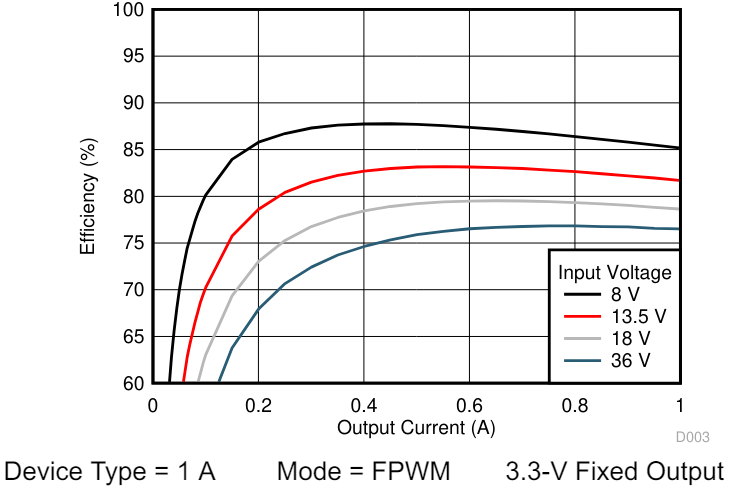 100
95
90
85
80
75
70
65
60
Efficiency (%)
0 0.2 0.4 0.6 0.8 1
Output Current (A)
Input Voltage
8 V
13.5 V
18 V
36 V
D003
Device Type = 1 A Mode = FPWM 3.3-V Fixed Output